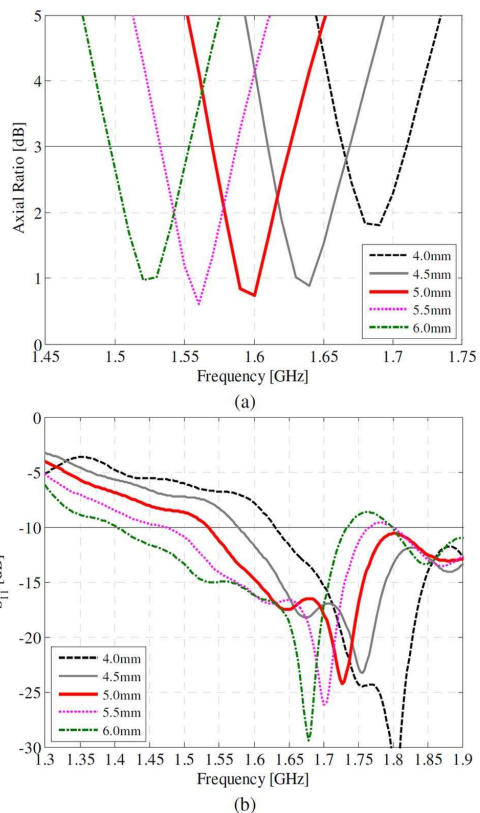 5
4
3
2
1
0
Axial Ratio [dB]
4.0mm
4.5mm
5.0mm
5.5mm
6.0mm
1.45 1.5 1.55 1.6 1.65 1.7 1.75
Frequency [GHz]
(a)
0
-5
-10
-15
-20
-25
-30
[dB]
4.0mm
4.5mm
5.0mm
5.5mm
6.0mm
1.3 1.35 1.4 1.45 1.5 1.55 1.6 1.65 1.7 1.75 1.8 1.85 1.9
Frequency [GHz]
(b)